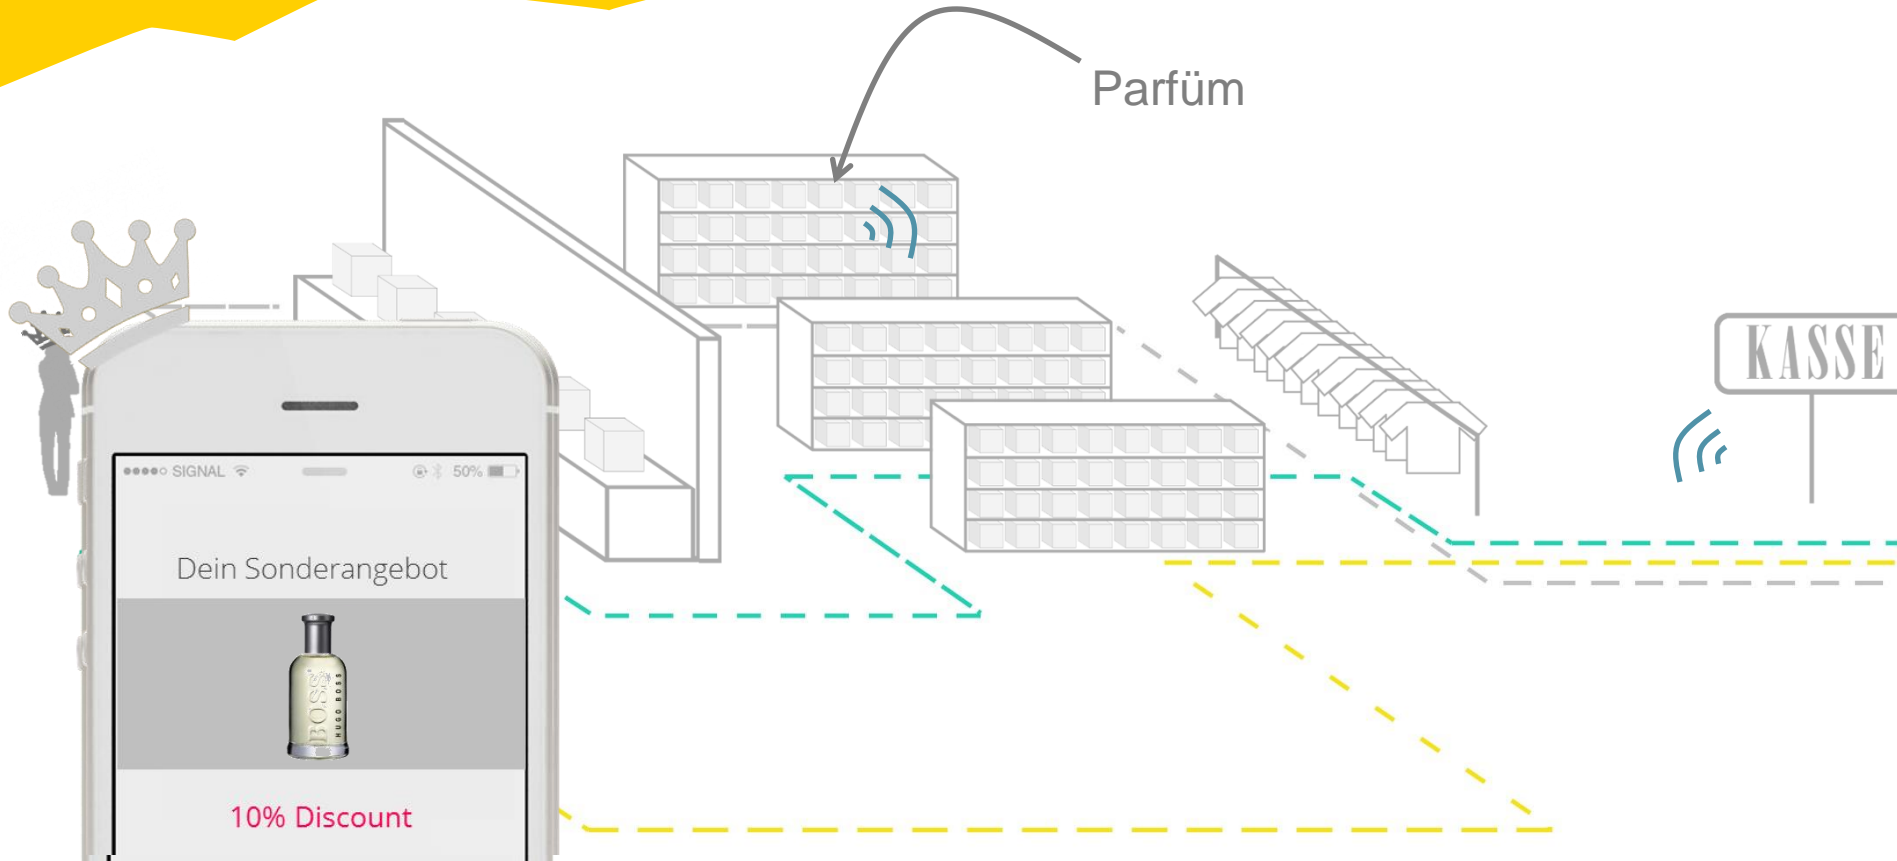 Parfüm
KASSE
SIGNAL
50%
Dein Sonderangebot
BOSS
HUGO BOSS
10% Discount